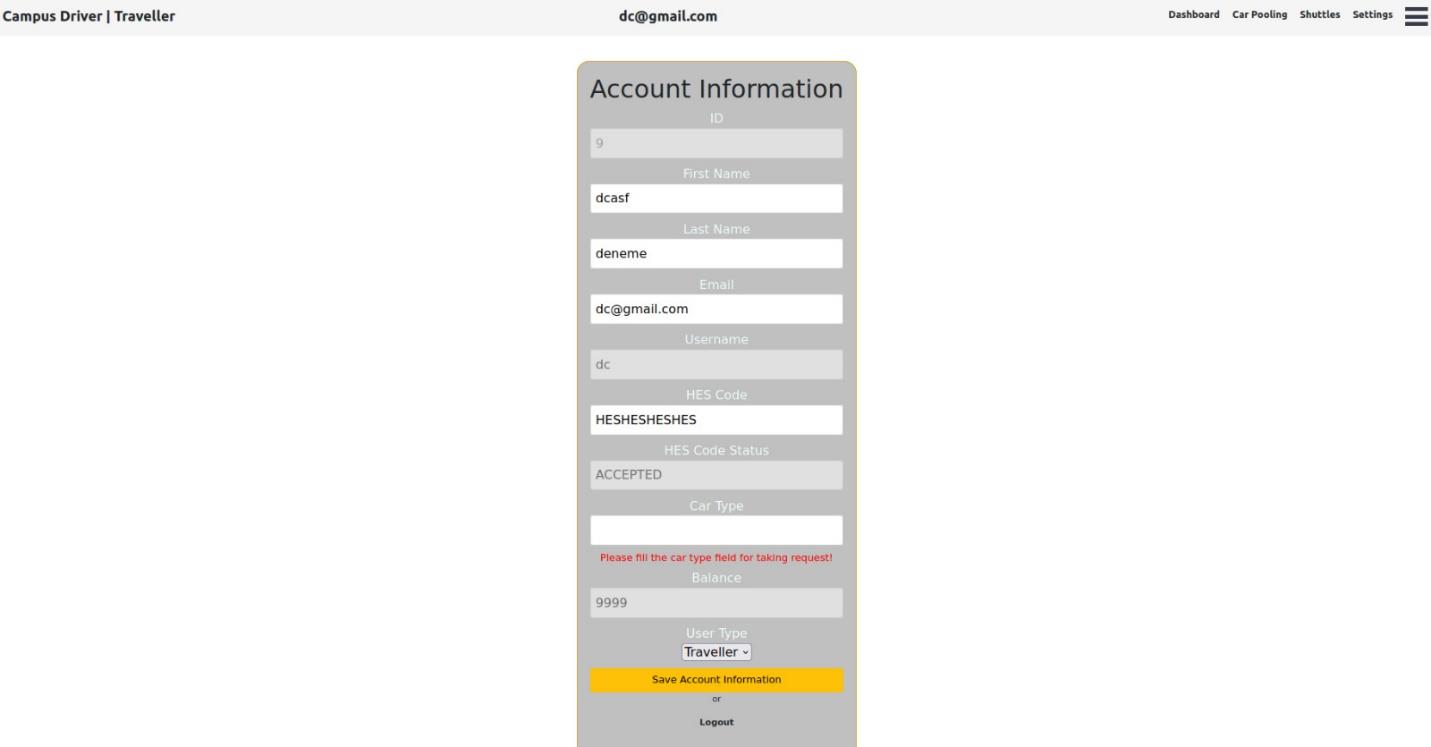 Campus Driver | Traveller dc@gmail.com Dashboard Car Pooling Shuttles Settings
Account Information
ID
9
First Name
dcasf
Last Name
deneme
Email
dc@gmail.com
Username
dc
HES Code
HESHESHESHES
HES Code Status
ACCEPTED
Car Type
Please fill the car type field for taking request!
Balance
9999
User Type
Traveller
Save Account Information
or
Logout